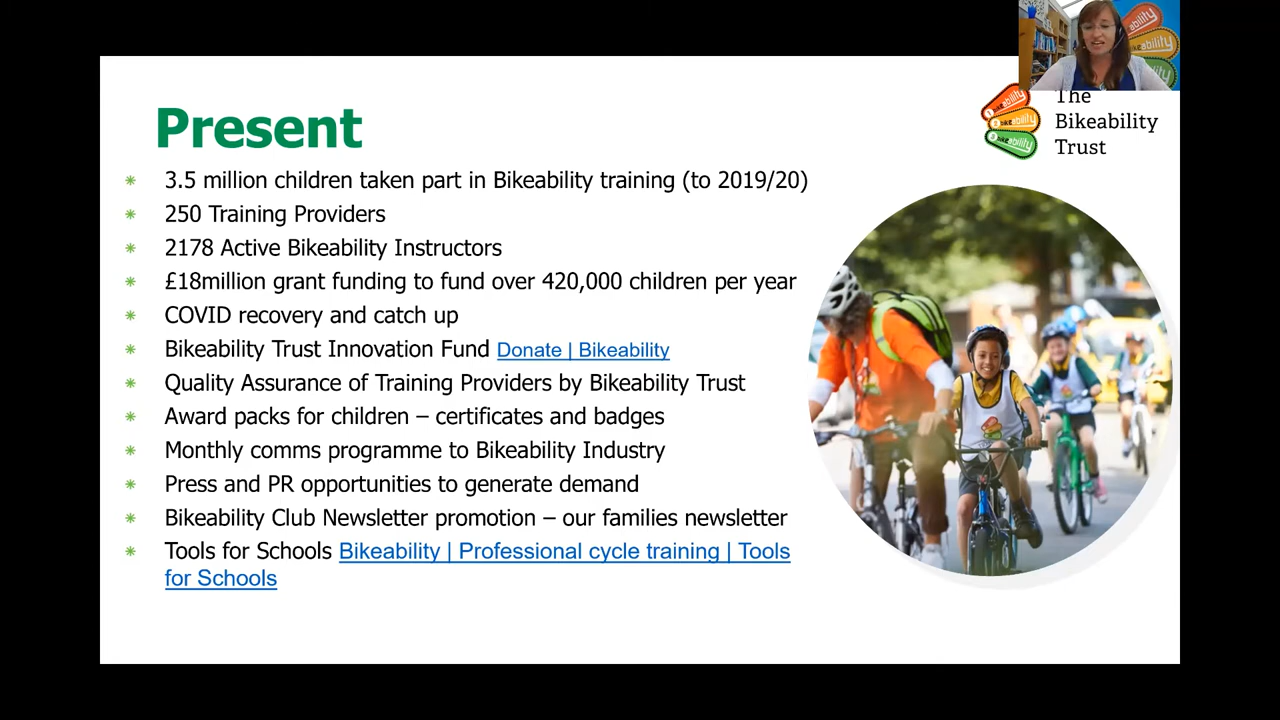 Present
The
Bikeability
Trust
3.5 million children taken part in Bikeability training (to 2019/20)
250 Training Providers
2178 Active Bikeability Instructors
£18million grant funding to fund over 420,000 children per year
COVID recovery and catch up
Bikeability Trust Innovation Fund Donate | Bikeability
Quality Assurance of Training Providers by Bikeability Trust
Award packs for children – certificates and badges
Monthly comms programme to Bikeability Industry
Press and PR opportunities to generate demand
Bikeability Club Newsletter promotion – our families newsletter
Tools for Schools Bikeability | Professional cycle training | Tools
for Schools